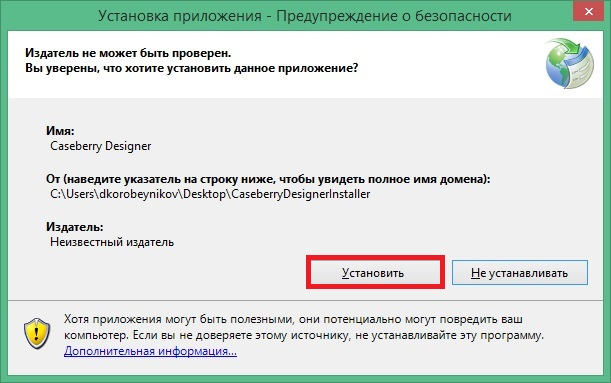 Установка приложения - Предупреждение о безопасности
Издатель не может быть проверен.
Вы уверены, что хотите установить данное приложение?
Имя:
Caseberry Designer
От (наведите указатель на строку ниже, чтобы увидеть полное имя домена):
C:\Users\dkorobeynikov\Desktop\CaseberryDesignerInstaller
Издатель:
Неизвестный издатель
Установить
Не устанавливать
Хотя приложения могут быть полезными, они потенциально могут повредить ваш
компьютер. Если вы не доверяете этому источнику, не устанавливайте эту программу.
Дополнительная информация...